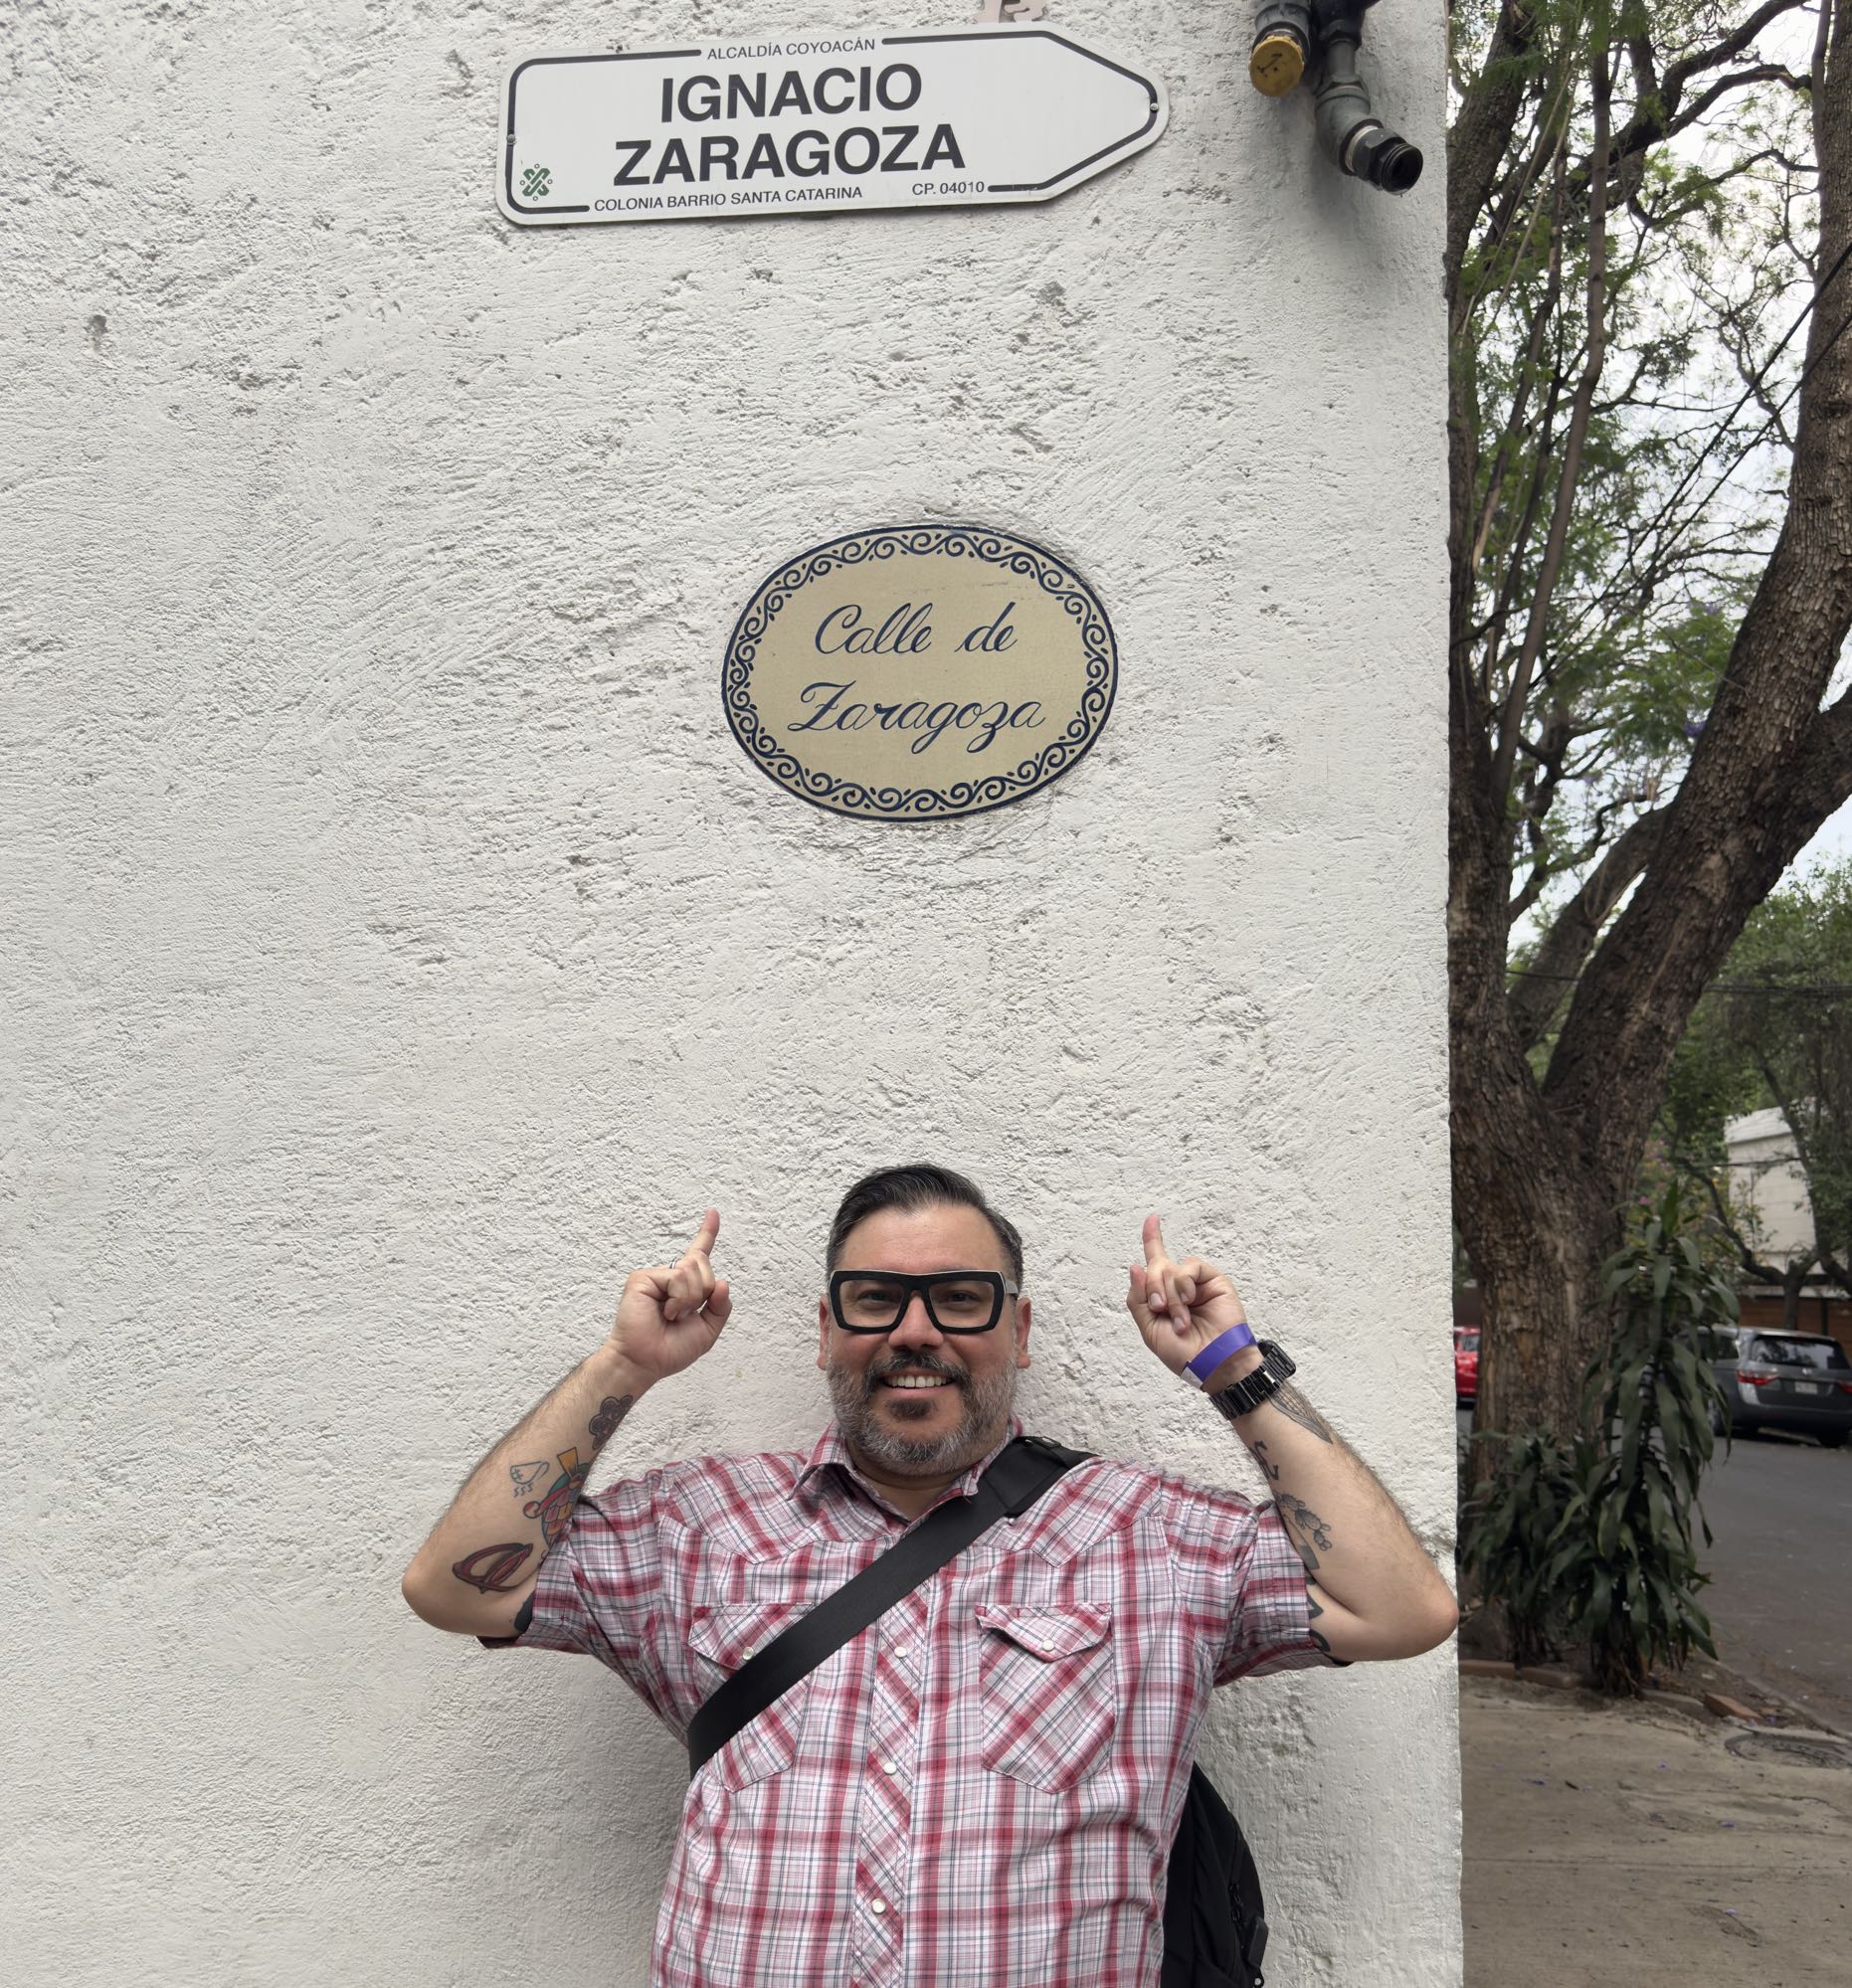 ALCALDÍA COYOACÁN
IGNACIO
ZARAGOZA
COLONIA BARRIO SANTA CATARINA CP. 04010
Calle de
Zaragoza